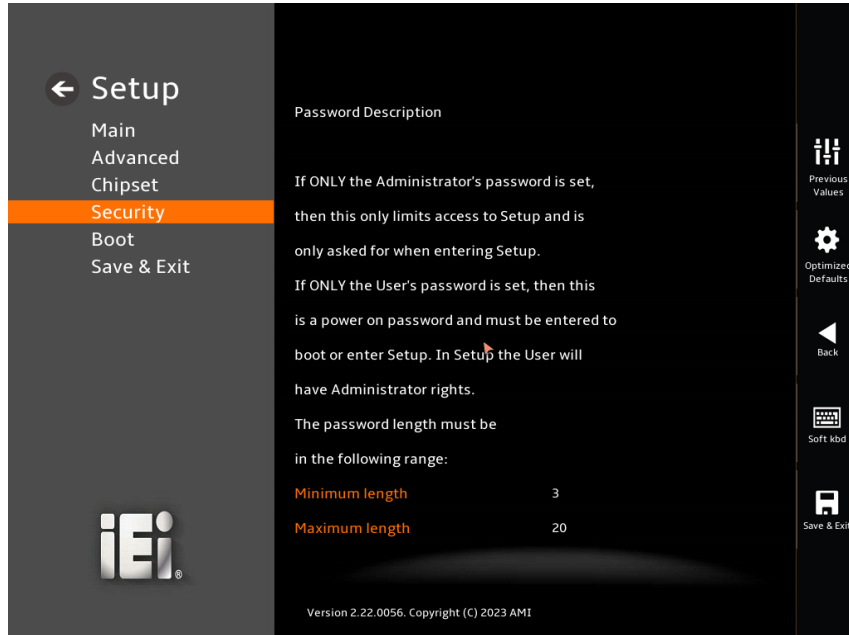 Setup
Main
Advanced
Chipset
Security
Boot
Save & Exit
iEi®
Password Description
If ONLY the Administrator's password is set,
then this only limits access to Setup and is
only asked for when entering Setup.
If ONLY the User's password is set, then this
is a power on password and must be entered to
boot or enter Setup. In Setup the User will
have Administrator rights.
The password length must be
in the following range:
Minimum length 3
Maximum length 20
Version 2.22.0056. Copyright (C) 2023 AMI
Previous
Values
Optimized
Defaults
Back
Soft kbd
Save & Exit